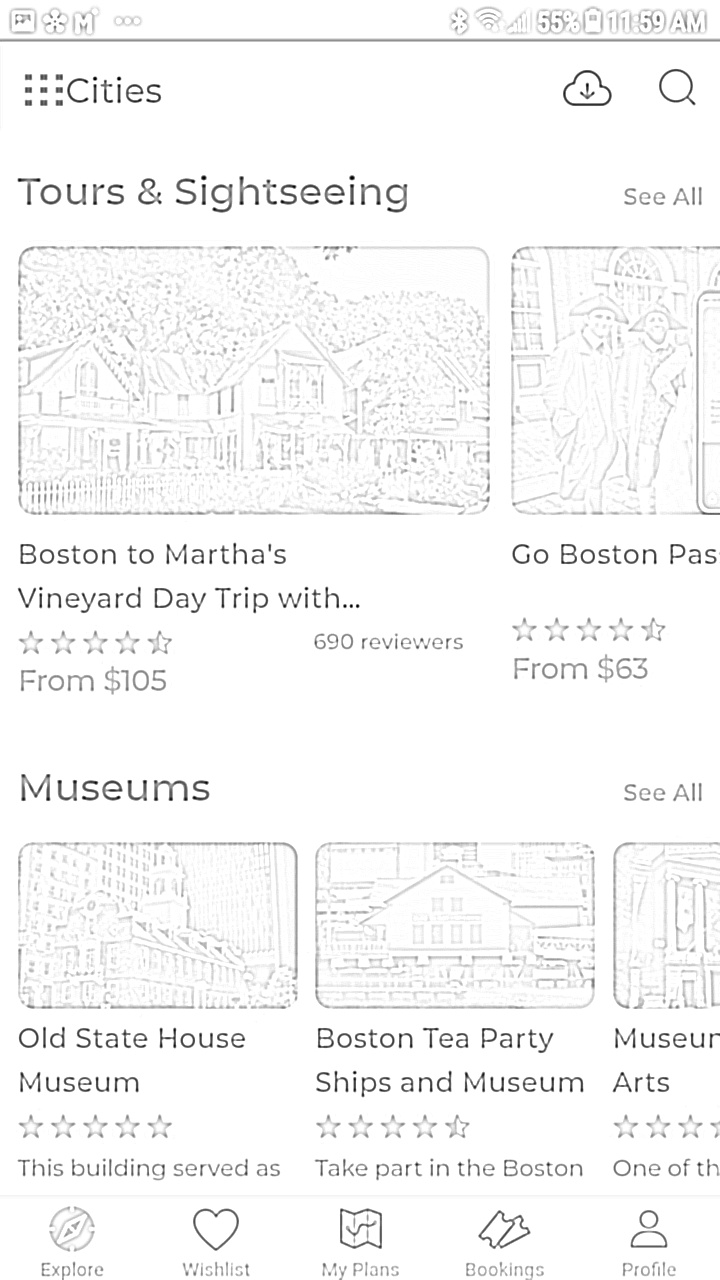 55% 11:59 AM
Cities
Tours & Sightseeing
See All
Boston to Martha's
Vineyard Day Trip with...
690 reviewers
From $105
Go Boston Pas
From $63
Museums
See All
Old State House
Museum
This building served as
Boston Tea Party
Ships and Museum
Take part in the Boston
Museum
Arts
One of th
Explore
Wishlist
My Plans
Bookings
Profile